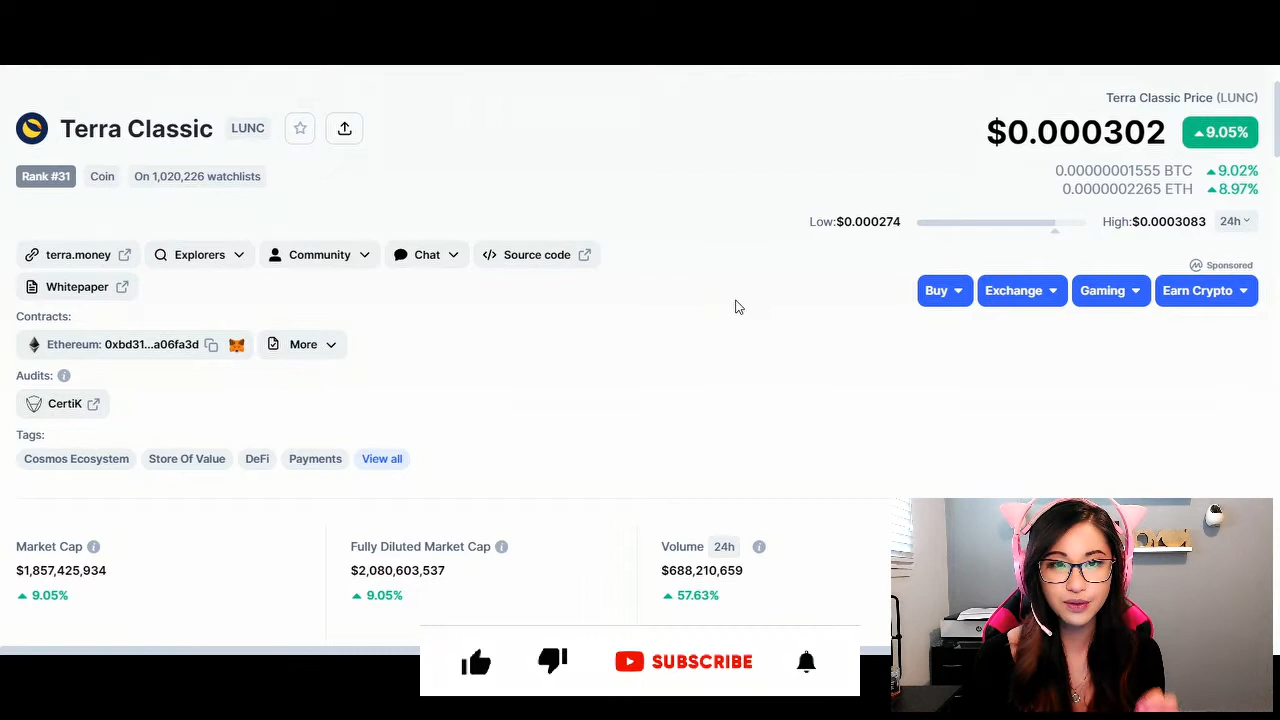 Terra Classic LUNC
Rank #31 Coin On 1,020,226 watchlists
terra.money Explorers Community Chat Source code
Whitepaper
Contracts:
Ethereum: 0xbd31...a06fa3d More
Audits:
CertiK
Tags:
Cosmos Ecosystem Store Of Value DeFi Payments View all
Terra Classic Price (LUNC)
$0.000302 9.05%
0.00000001555 BTC 9.02%
0.0000002265 ETH 8.97%
Low:$0.000274 High:$0.0003083 24h
Sponsored
Buy Exchange Gaming Earn Crypto
Market Cap
$1,857,425,934
9.05%
Fully Diluted Market Cap
$2,080,603,537
9.05%
Volume 24h
$688,210,659
57.63%
SUBSCRIBE